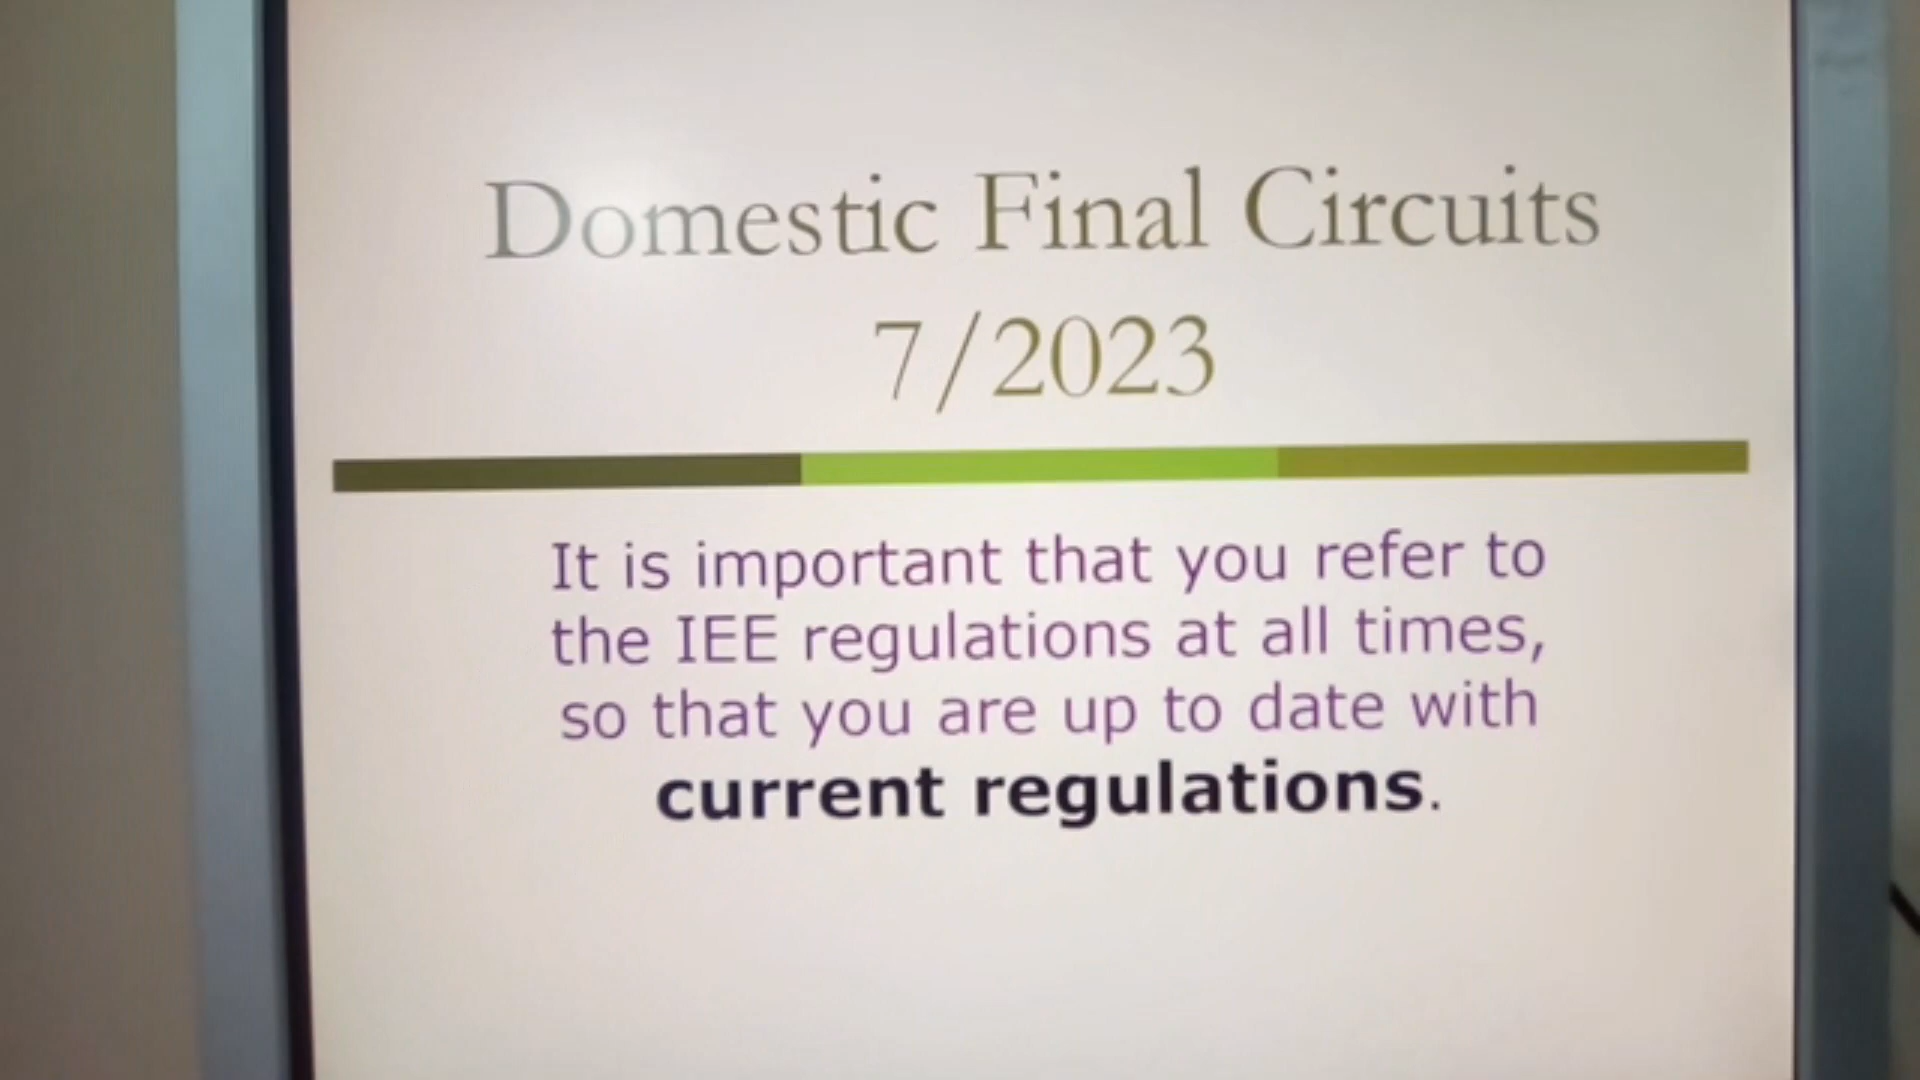 Domestic Final Circuits
7/2023
It is important that you refer to
the IEE regulations at all times,
so that you are up to date with
current regulations.